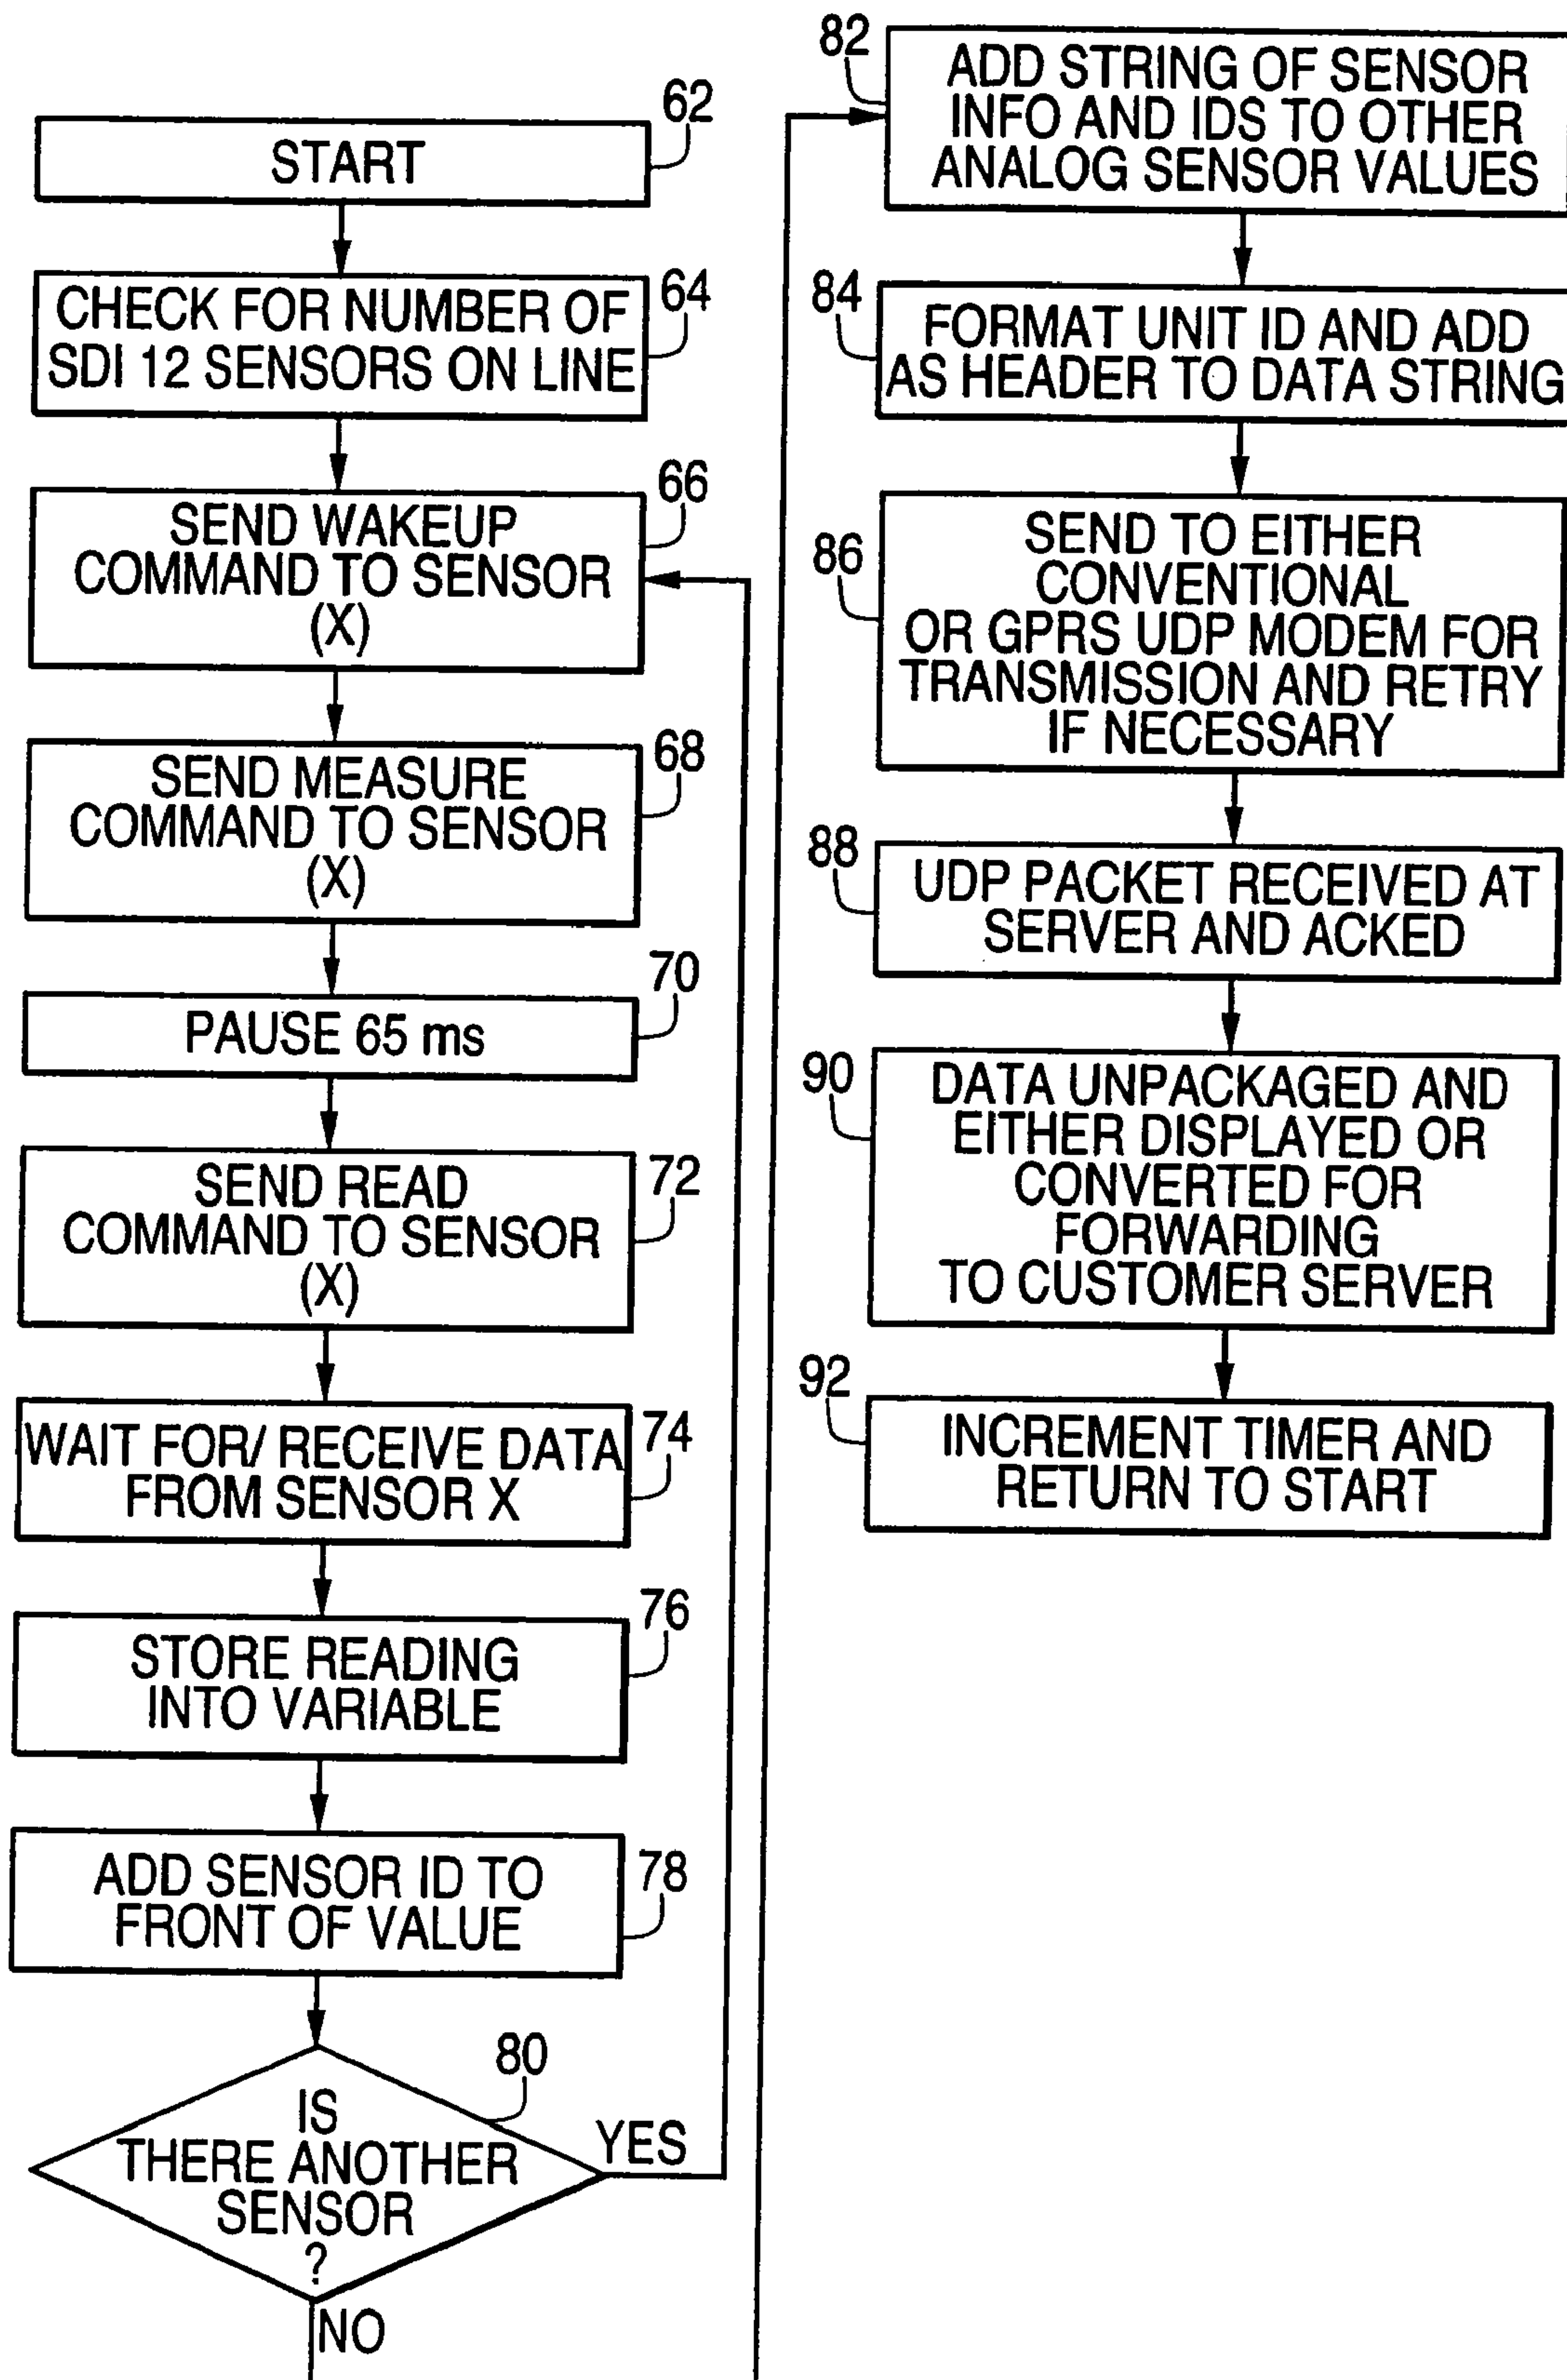 62
START
64
CHECK FOR NUMBER OF
SDI 12 SENSORS ON LINE
66
SEND WAKEUP
COMMAND TO SENSOR
(X)
68
SEND MEASURE
COMMAND TO SENSOR
(X)
70
PAUSE 65 ms
72
SEND READ
COMMAND TO SENSOR
(X)
74
WAIT FOR/ RECEIVE DATA
FROM SENSOR X
76
STORE READING
INTO VARIABLE
78
ADD SENSOR ID TO
FRONT OF VALUE
80
IS
THERE ANOTHER
SENSOR
?
YES
NO
82
ADD STRING OF SENSOR
INFO AND IDS TO OTHER
ANALOG SENSOR VALUES
84
FORMAT UNIT ID AND ADD
AS HEADER TO DATA STRING
86
SEND TO EITHER
CONVENTIONAL
OR GPRS UDP MODEM FOR
TRANSMISSION AND RETRY
IF NECESSARY
88
UDP PACKET RECEIVED AT
SERVER AND ACKED
90
DATA UNPACKAGED AND
EITHER DISPLAYED OR
CONVERTED FOR
FORWARDING
TO CUSTOMER SERVER
92
INCREMENT TIMER AND
RETURN TO START